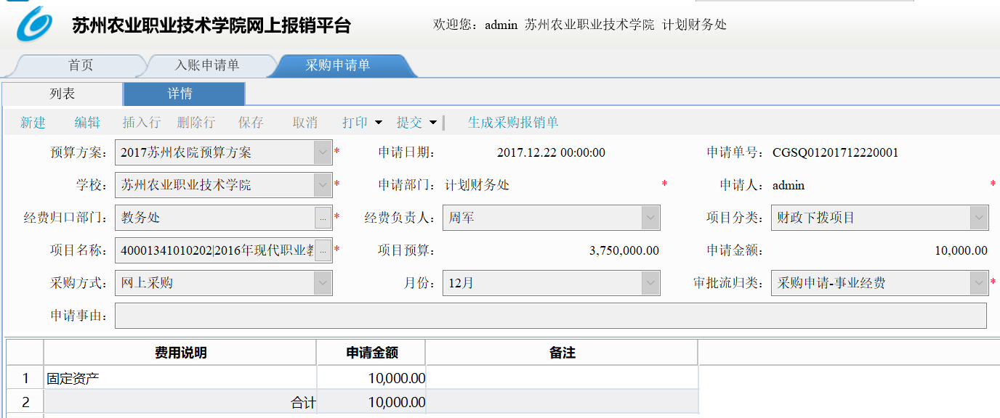 苏州农业职业技术学院网上报销平台 欢迎您：admin 苏州农业职业技术学院 计划财务处
首页 入账申请单 采购申请单
列表 详情
新建 编辑 插入行 删除行 保存 取消 打印 提交 生成采购报销单
预算方案： 2017苏州农院预算方案 * 申请日期： 2017.12.22 00:00:00 申请单号： CGSQ01201712220001
学校： 苏州农业职业技术学院 * 申请部门： 计划财务处 * 申请人： admin *
经费归口部门： 教务处 ... * 经费负责人： 周军 项目分类： 财政下拨项目
项目名称： 40001341010202|2016年现代职业教 ... * 项目预算： 3,750,000.00 申请金额： 10,000.00
采购方式： 网上采购 月份： 12月 审批流归类： 采购申请-事业经费 *
申请事由：
费用说明 申请金额 备注
1 固定资产 10,000.00
2 合计 10,000.00